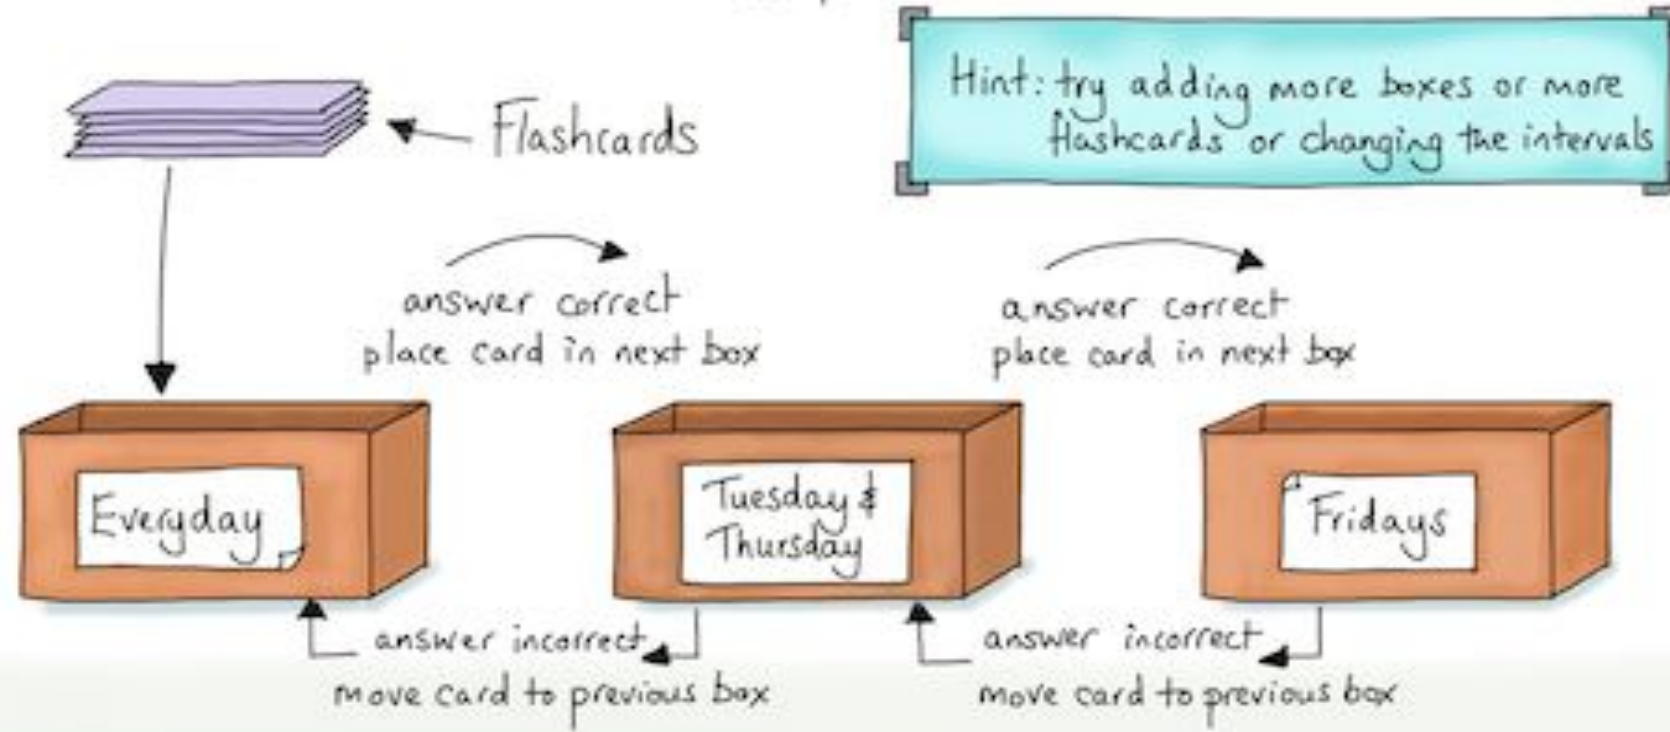 Flashcards
Hint: try adding more boxes or more
flashcards or changing the intervals
answer correct
place card in next box
answer correct
place card in next box
Everyday
Tuesday &
Thursday
Fridays
answer incorrect
move card to previous box
answer incorrect
move card to previous box